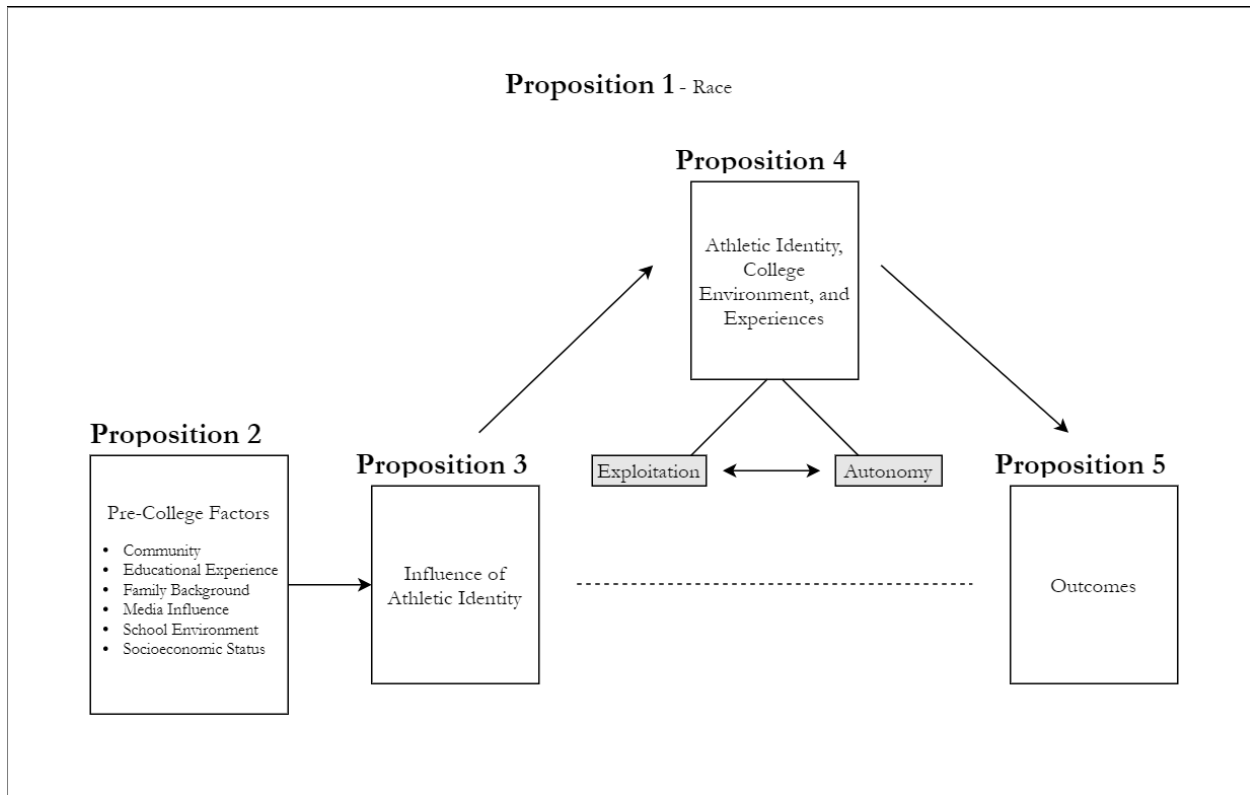 Proposition 1 - Race
Proposition 4
Athletic Identity,
College
Environment, and
Experiences
Exploitation
Autonomy
Proposition 2
Pre-College Factors
• Community
• Educational Experience
• Family Background
• Media Influence
• School Environment
• Socioeconomic Status
Proposition 3
Influence of
Athletic Identity
Proposition 5
Outcomes